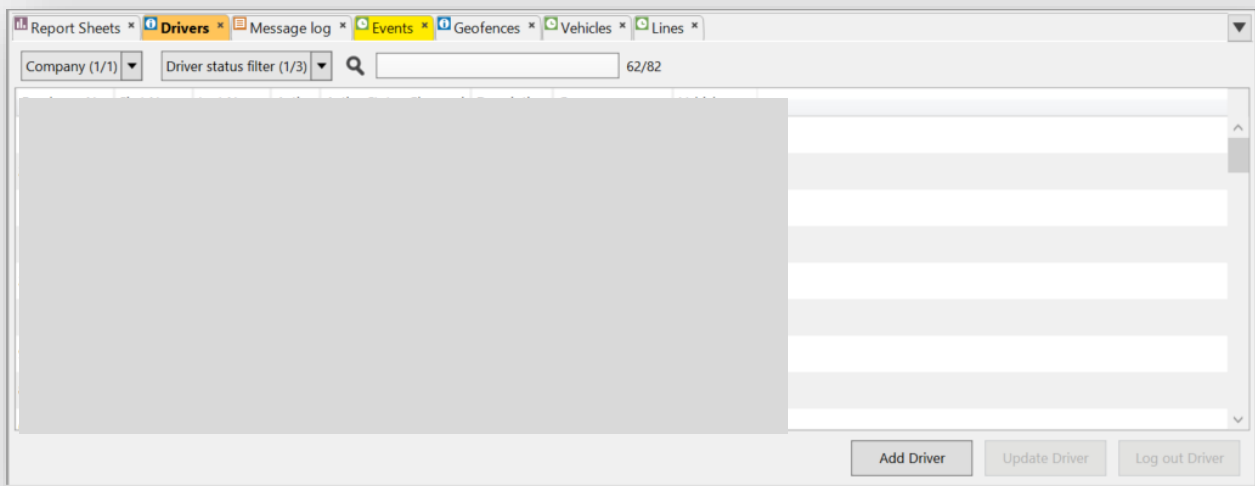 Report Sheets × Drivers × Message log × Events × Geofences × Vehicles × Lines ×
Company (1/1) Driver status filter (1/3) 62/82
Add Driver Update Driver Log out Driver